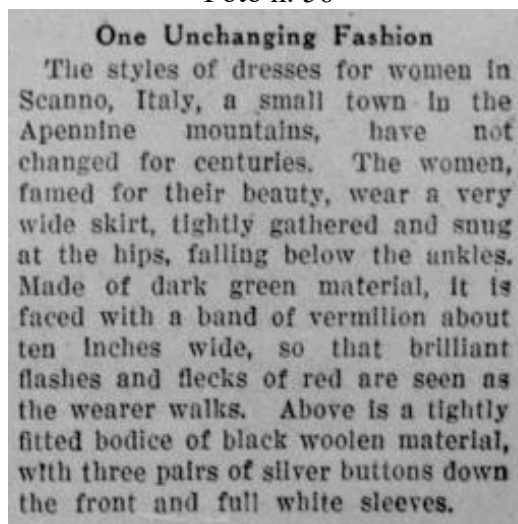 One Unchanging Fashion
The styles of dresses for women in
Scanno, Italy, a small town in the
Apennine mountains, have not
changed for centuries. The women,
famed for their beauty, wear a very
wide skirt, tightly gathered and snug
at the hips, falling below the ankles.
Made of dark green material, it is
faced with a band of vermilion about
ten inches wide, so that brilliant
flashes and flecks of red are seen as
the wearer walks. Above is a tightly
fitted bodice of black woolen material,
with three pairs of silver buttons down
the front and full white sleeves.